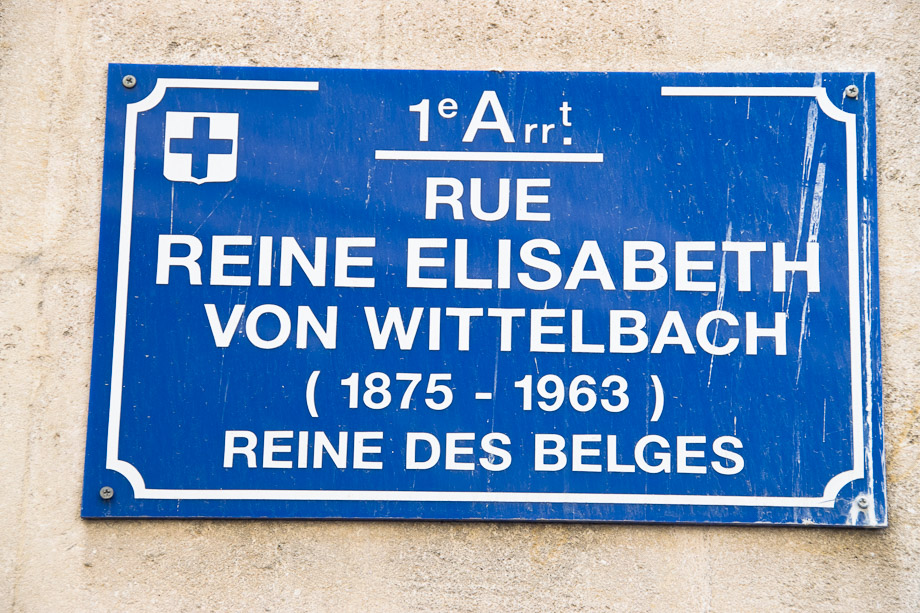 1e Arrt.
RUE
REINE ELISABETH
VON WITTELBACH
( 1875 - 1963 )
REINE DES BELGES